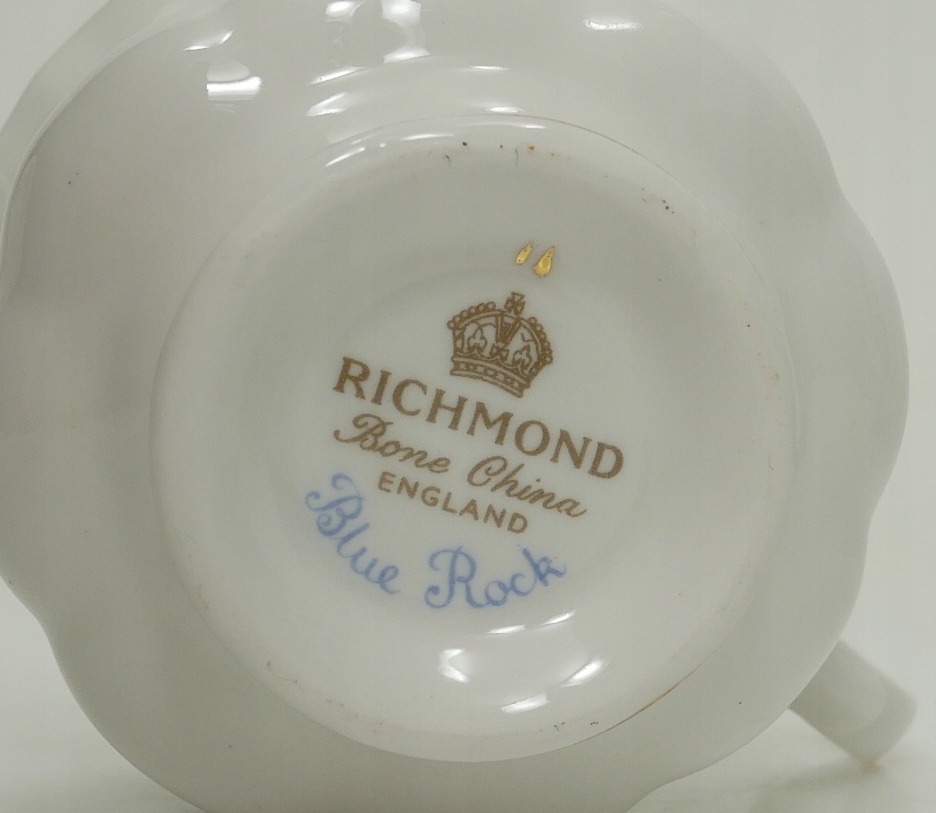 RICHMOND
Bone China
ENGLAND
Blue Rock